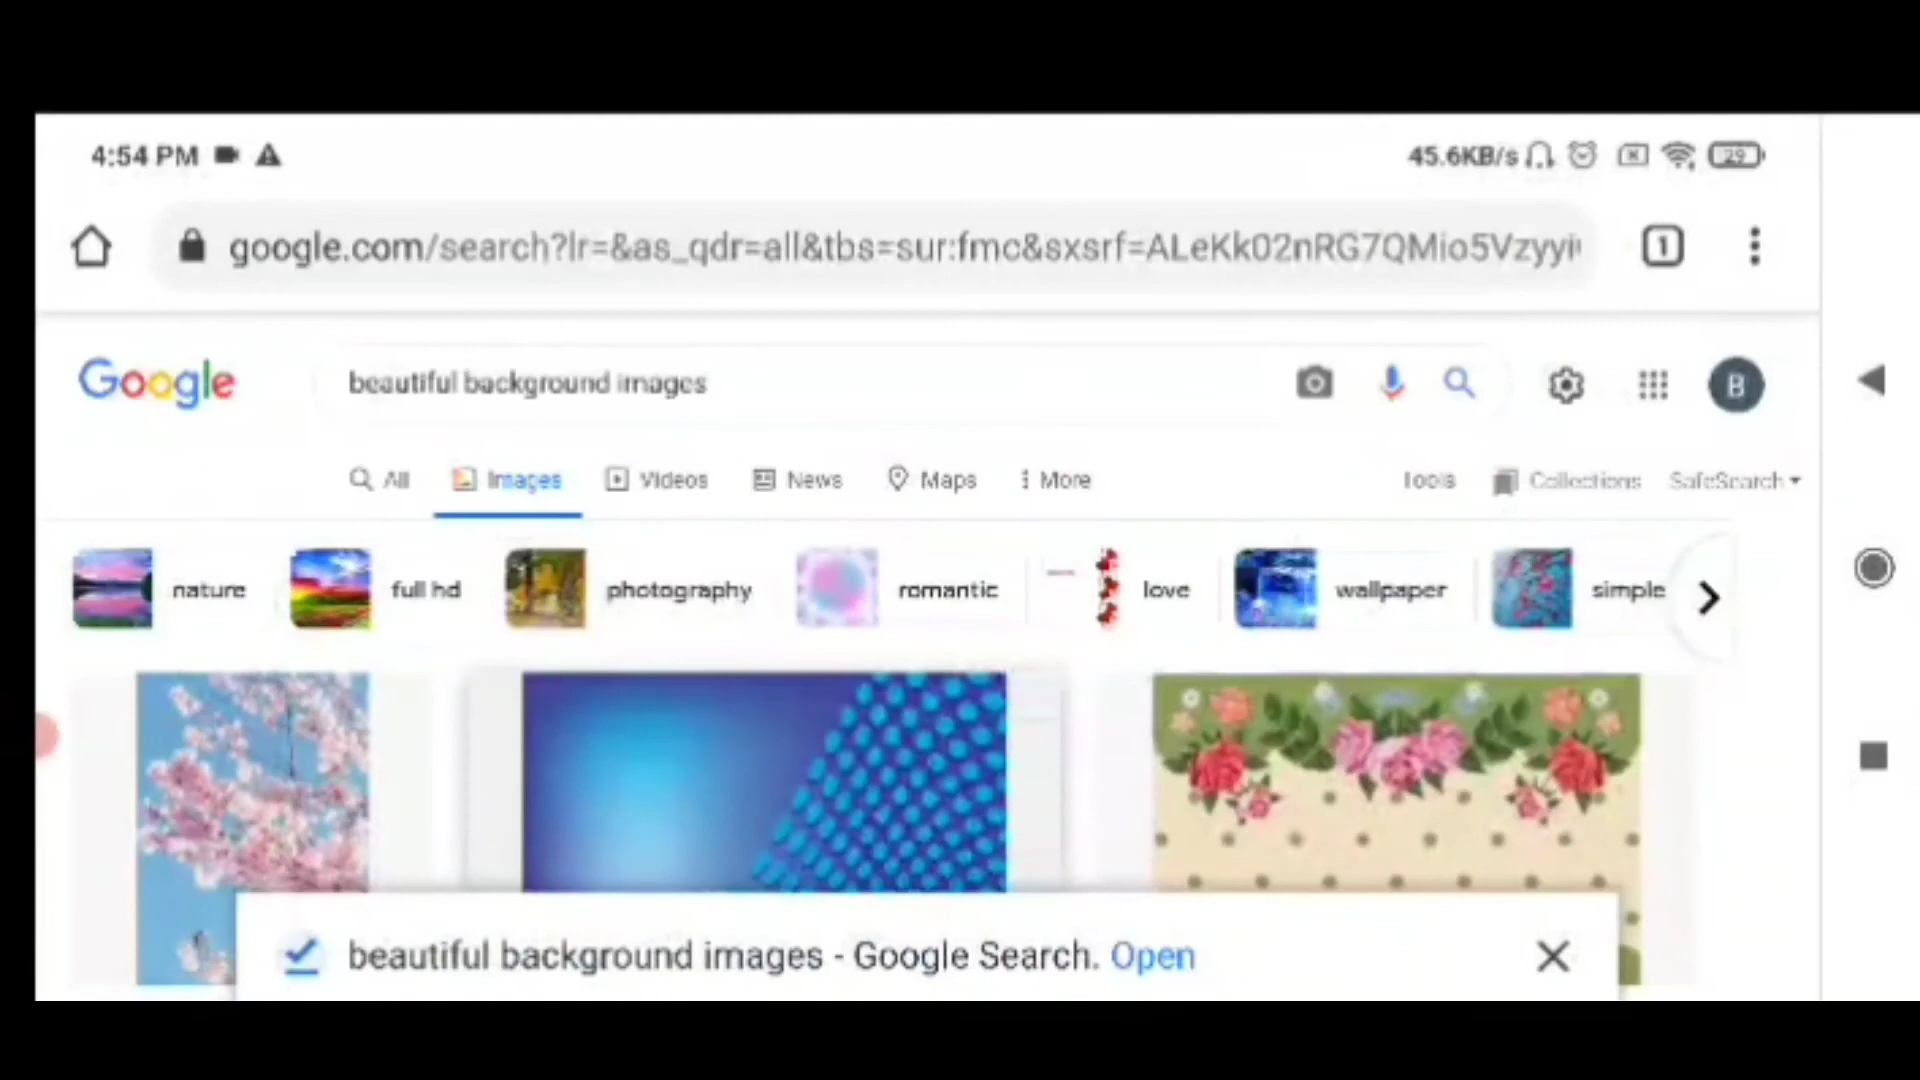 4:54 PM 45.6KB/s 29
google.com/search?lr=&as_qdr=all&tbs=sur:fmc&sxsrf=ALeKk02nRG7QMio5Vzyyi 1
Google beautiful background images B
All Images Videos News Maps More Tools Collections SafeSearch
nature full hd photography romantic love wallpaper simple
beautiful background images - Google Search. Open